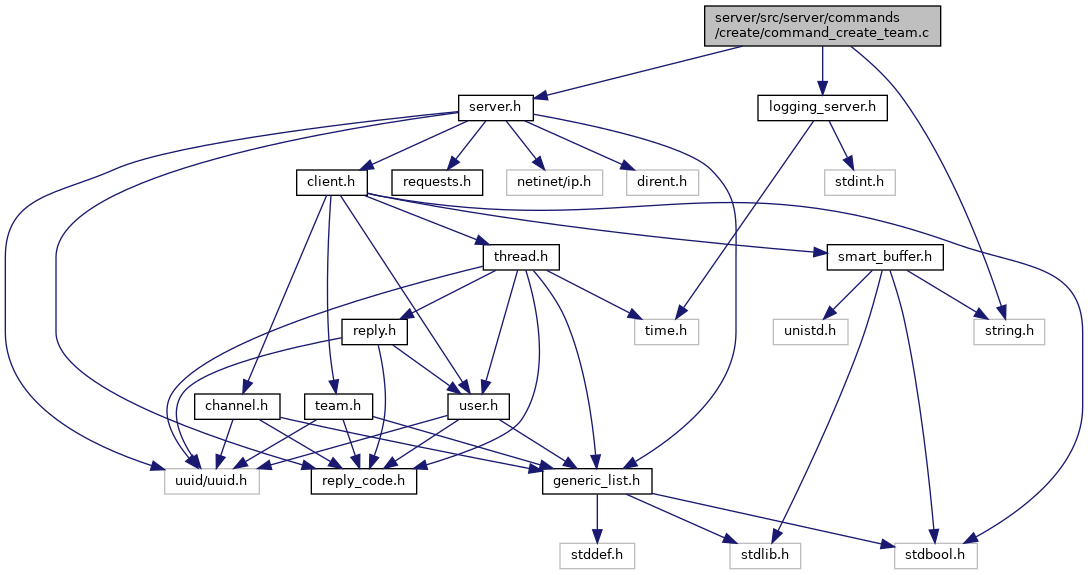 server/src/server/commands
/create/command_create_team.c
server.h
logging_server.h
client.h
requests.h
netinet/ip.h
dirent.h
stdint.h
thread.h
smart_buffer.h
reply.h
time.h
unistd.h
string.h
channel.h
team.h
user.h
uuid/uuid.h
reply_code.h
generic_list.h
stddef.h
stdlib.h
stdbool.h